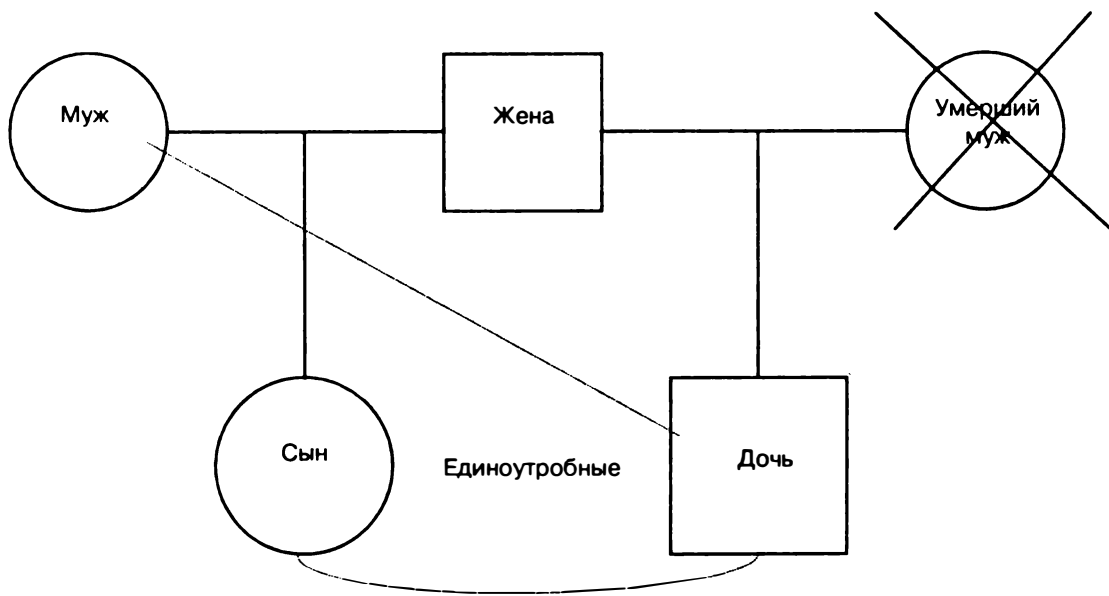 Муж
Жена
Умерший
муж
Сын
Единоутробные
Дочь